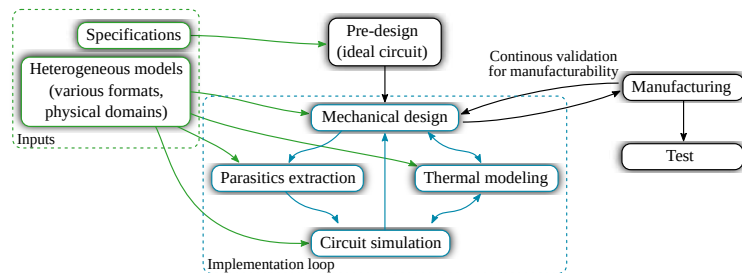 Specifications
Heterogeneous models
(various formats,
physical domains)
Inputs
Pre-design
(ideal circuit)
Continous validation
for manufacturability
Manufacturing
Mechanical design
Test
Parasitics extraction
Thermal modeling
Circuit simulation
Implementation loop